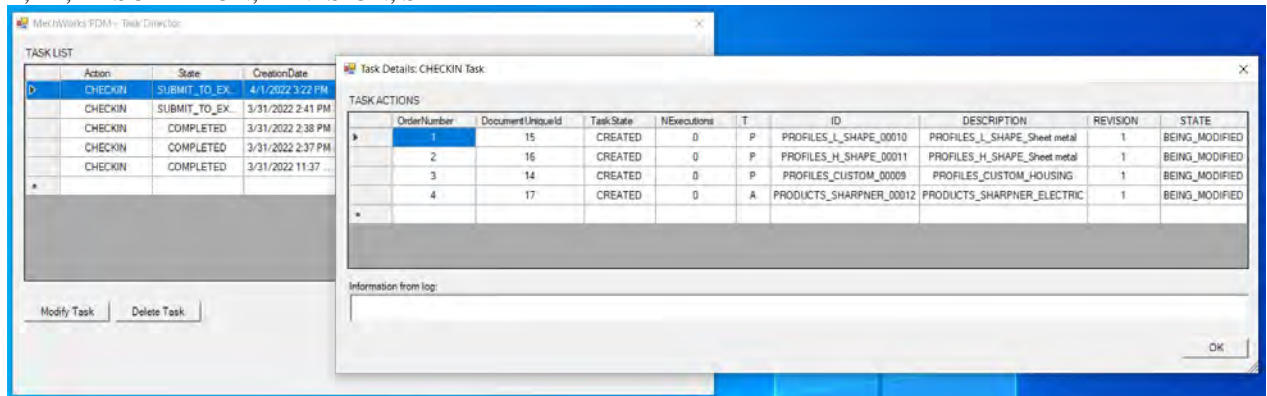 MechWorks PDM - Task Director
TASK LIST
Action State CreationDate
CHECKIN SUBMIT_TO_EX... 4/1/2022 3:22 PM
CHECKIN SUBMIT_TO_EX... 3/31/2022 2:41 PM
CHECKIN COMPLETED 3/31/2022 2:38 PM
CHECKIN COMPLETED 3/31/2022 2:37 PM
CHECKIN COMPLETED 3/31/2022 11:37 ...
Modify Task Delete Task
Task Details: CHECKIN Task
TASK ACTIONS
OrderNumber DocumentUniqueId TaskState NExecutions T ID DESCRIPTION REVISION STATE
1 15 CREATED 0 P PROFILES_L_SHAPE_00010 PROFILES_L_SHAPE_Sheet metal 1 BEING_MODIFIED
2 16 CREATED 0 P PROFILES_H_SHAPE_00011 PROFILES_H_SHAPE_Sheet metal 1 BEING_MODIFIED
3 14 CREATED 0 P PROFILES_CUSTOM_00009 PROFILES_CUSTOM_HOUSING 1 BEING_MODIFIED
4 17 CREATED 0 A PRODUCTS_SHARPNER_00012 PRODUCTS_SHARPNER_ELECTRIC 1 BEING_MODIFIED
Information from log:
OK